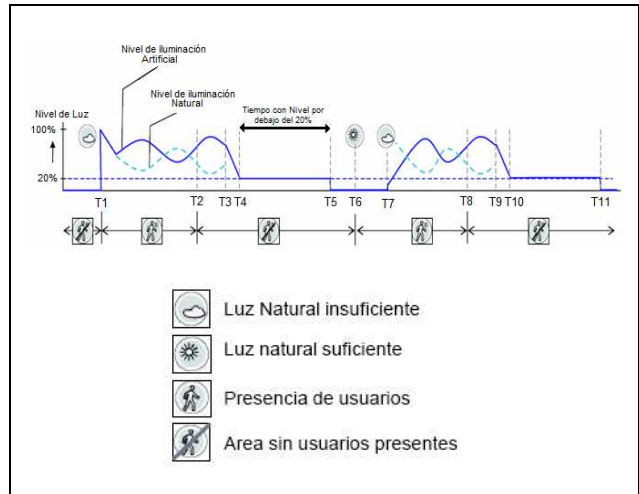 Nivel de iluminación
Artificial
Nivel de iluminación
Natural
Tiempo con Nivel por
debajo del 20%
Nivel de Luz
100%
20%
T1
T2
T3
T4
T5
T6
T7
T8
T9
T10
T11
Luz Natural insuficiente
Luz natural suficiente
Presencia de usuarios
Area sin usuarios presentes